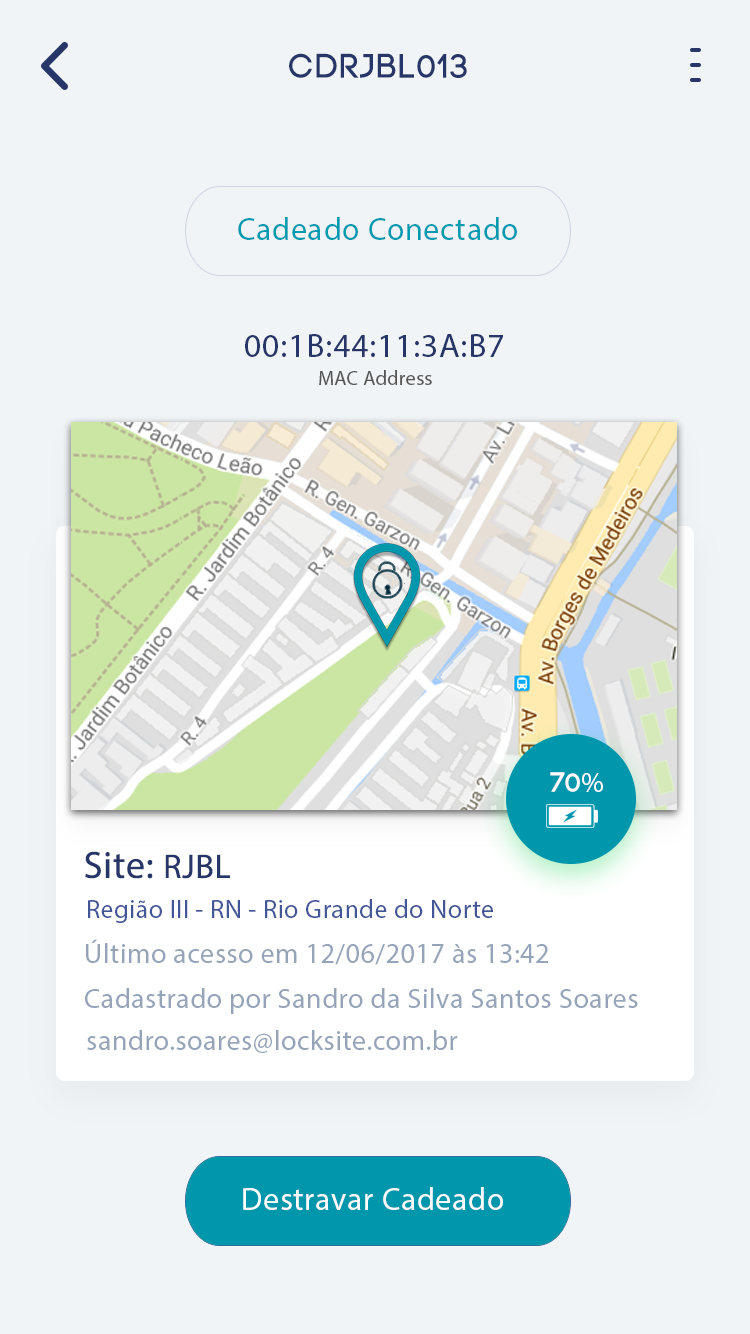 CDRJBL013
Cadeado Conectado
00:1B:44:11:3A:B7
MAC Address
Pacheco Leão
R. Jardim Botânico
R. Gen. Garzon
Av.
R. 4
R. Gen. Garzon
Av. Borges de Medeiros
Jardim Botânico
R. 4
Av.
70%
Site: RJBL
Região III - RN - Rio Grande do Norte
Último acesso em 12/06/2017 às 13:42
Cadastrado por Sandro da Silva Santos Soares
sandro.soares@locksite.com.br
Destravar Cadeado